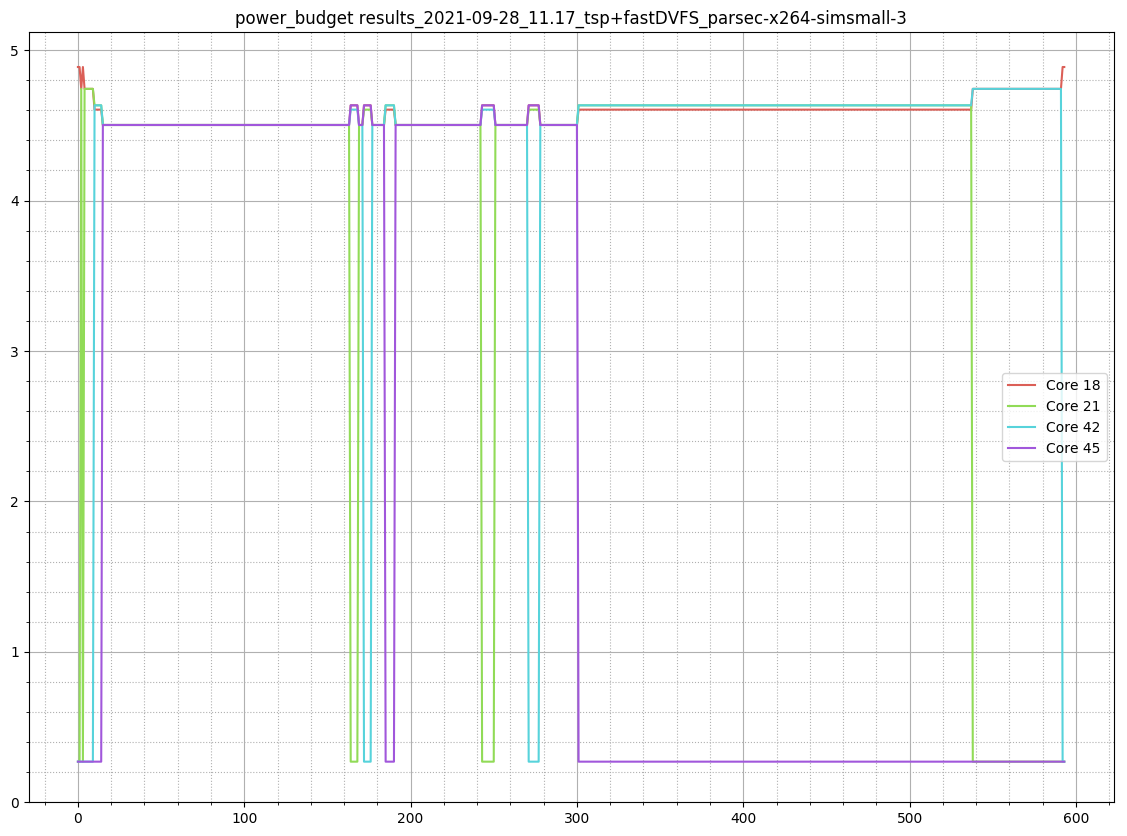 power_budget results_2021-09-28_11.17_tsp+fastDVFS_parsec-x264-simsmall-3
5
4
3
2
1
0
Core 18
Core 21
Core 42
Core 45
0 100 200 300 400 500 600